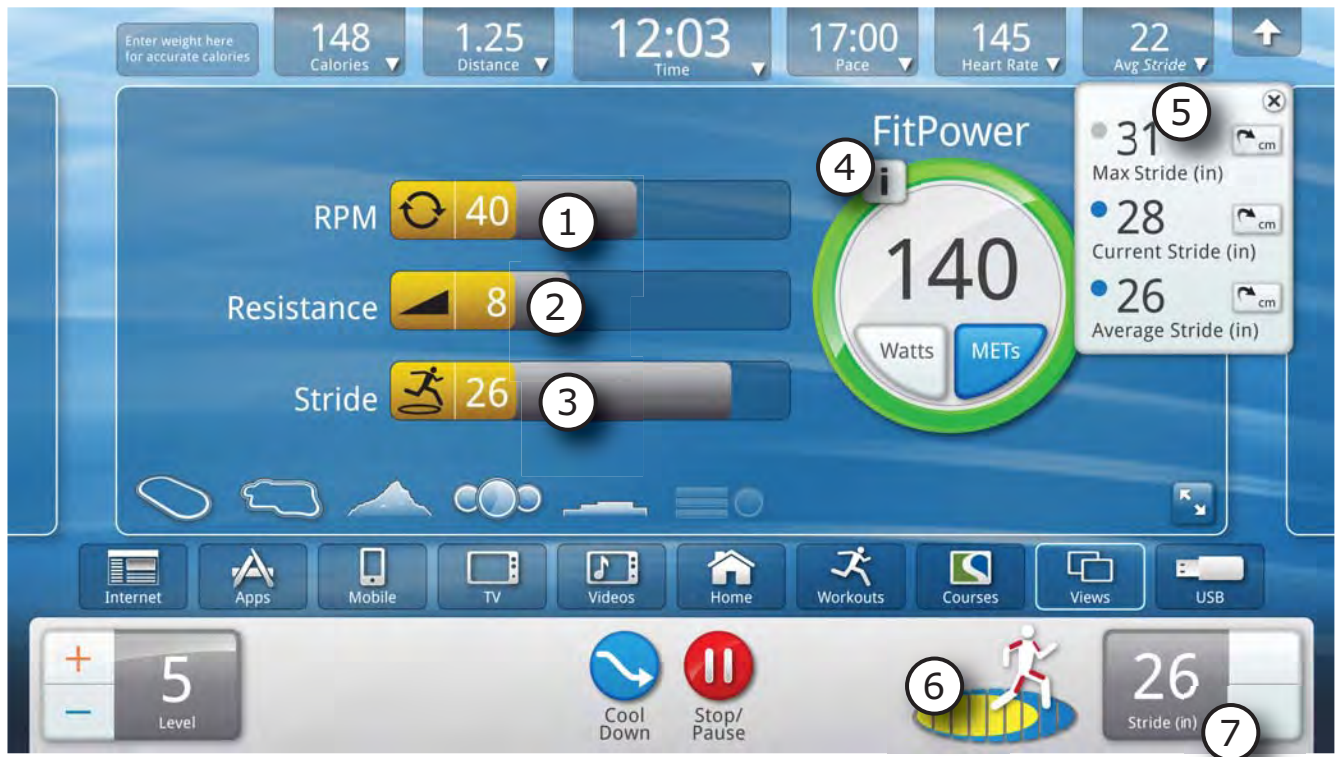 Enter weight here
for accurate calories
148
Calories
1.25
Distance
12:03
Time
17:00
Pace
145
Heart Rate
22
Avg Stride
5
31
cm
Max Stride (in)
28
cm
Current Stride (in)
26
cm
Average Stride (in)
FitPower
4
i
140
Watts
METs
RPM
40
1
Resistance
8
2
Stride
26
3
Internet
Apps
Mobile
TV
Videos
Home
Workouts
Courses
Views
USB
+
-
5
Level
Cool
Down
Stop/
Pause
6
26
Stride (in)
7